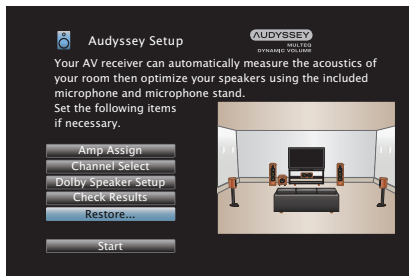 Audyssey Setup
AUDYSSEY
MULTEQ
DYNAMIC VOLUME
Your AV receiver can automatically measure the acoustics of
your room then optimize your speakers using the included
microphone and microphone stand.
Set the following items
if necessary.
Amp Assign
Channel Select
Dolby Speaker Setup
Check Results
Restore...
Start